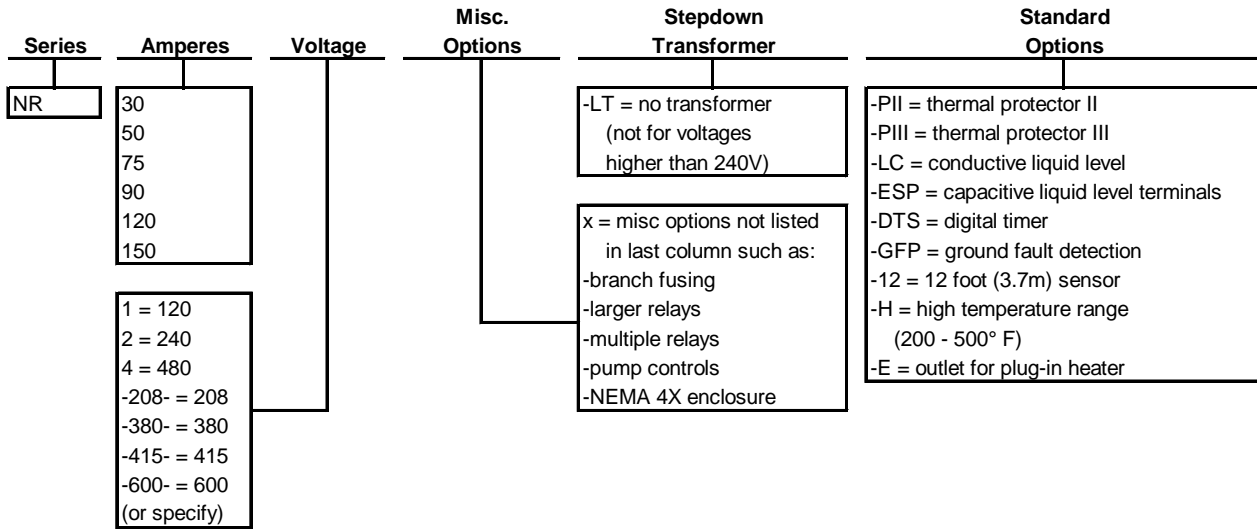 Series
Amperes
Voltage
Misc.
Options
Stepdown
Transformer
Standard
Options
NR
30
50
75
90
120
150
1 = 120
2 = 240
4 = 480
-208- = 208
-380- = 380
-415- = 415
-600- = 600
(or specify)
-LT = no transformer
(not for voltages
higher than 240V)
x = misc options not listed
in last column such as:
-branch fusing
-larger relays
-multiple relays
-pump controls
-NEMA 4X enclosure
-PII = thermal protector II
-PIII = thermal protector III
-LC = conductive liquid level
-ESP = capacitive liquid level terminals
-DTS = digital timer
-GFP = ground fault detection
-12 = 12 foot (3.7m) sensor
-H = high temperature range
(200 - 500° F)
-E = outlet for plug-in heater